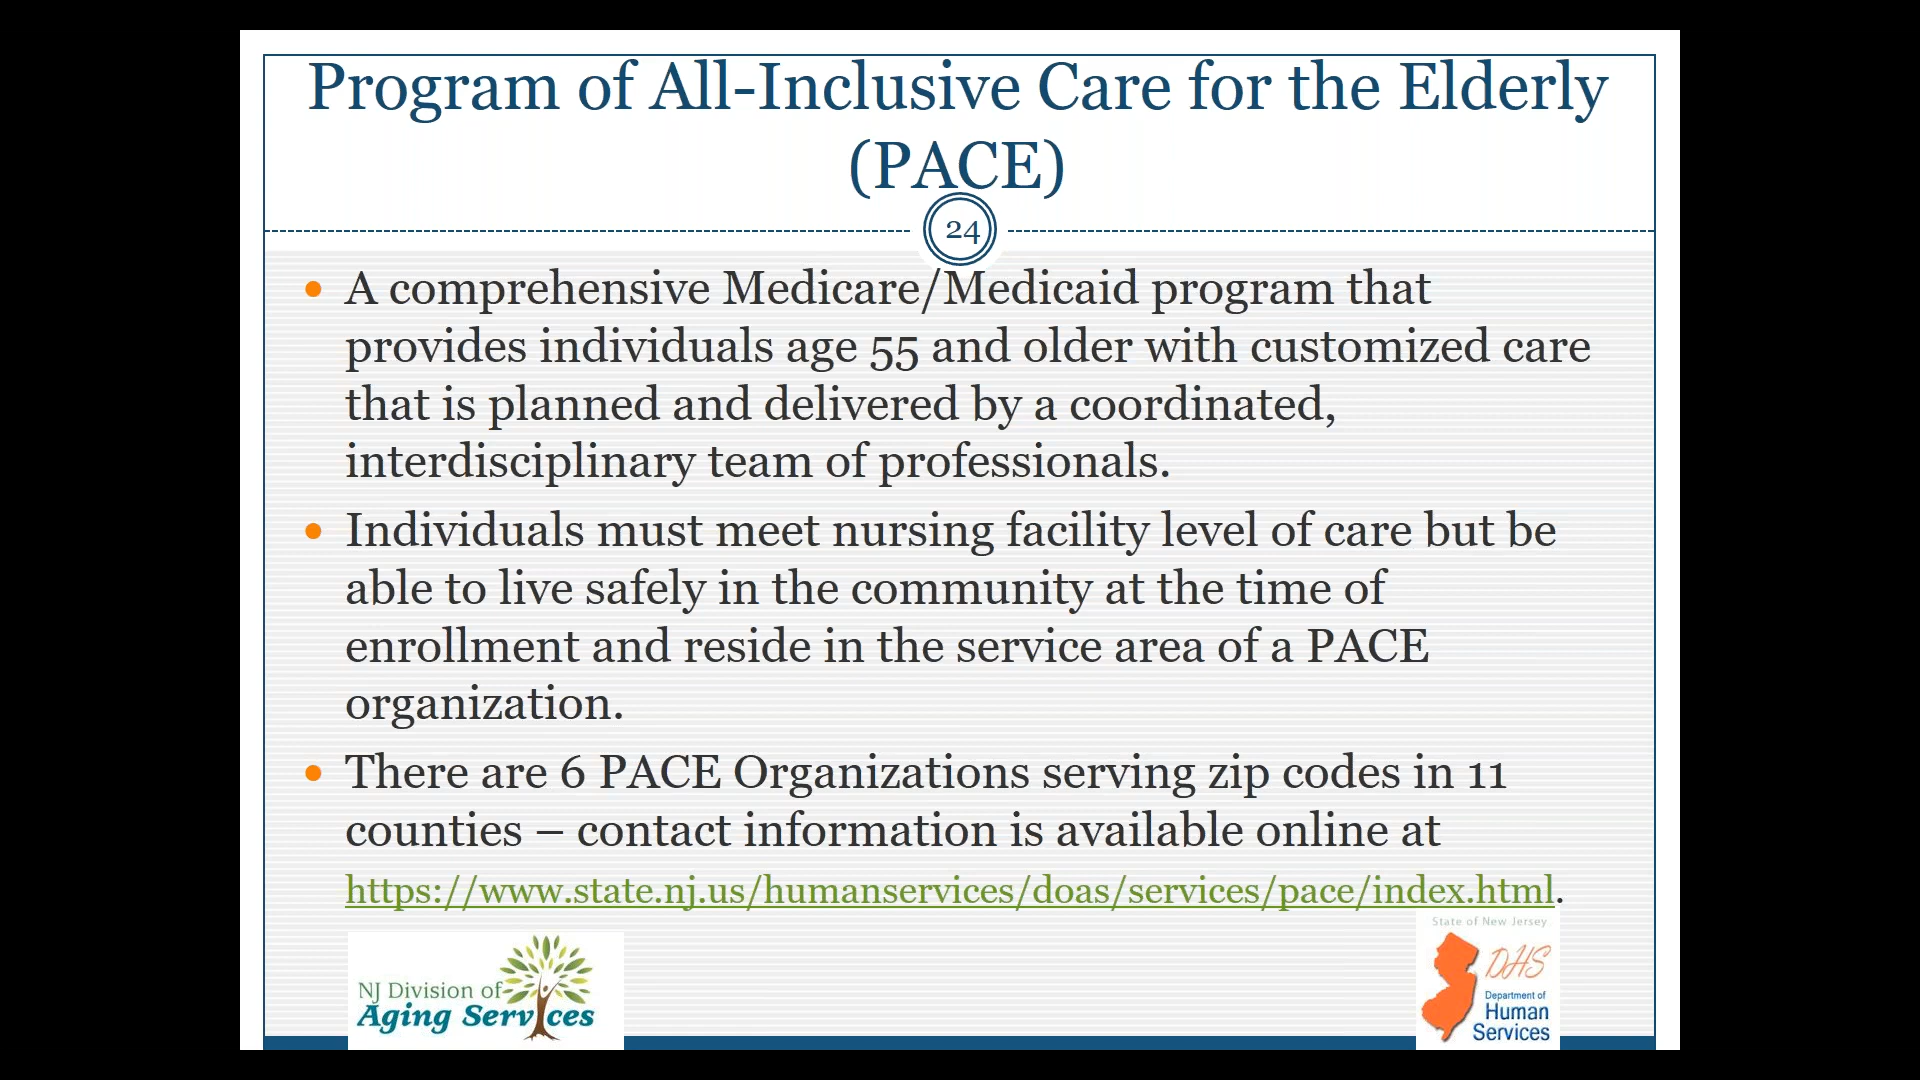 Program of All-Inclusive Care for the Elderly
(PACE)
24
• A comprehensive Medicare/Medicaid program that
provides individuals age 55 and older with customized care
that is planned and delivered by a coordinated,
interdisciplinary team of professionals.
• Individuals must meet nursing facility level of care but be
able to live safely in the community at the time of
enrollment and reside in the service area of a PACE
organization.
• There are 6 PACE Organizations serving zip codes in 11
counties – contact information is available online at
https://www.state.nj.us/humanservices/doas/services/pace/index.html.
NJ Division of
Aging Services
State of New Jersey
DHS
Department of
Human
Services